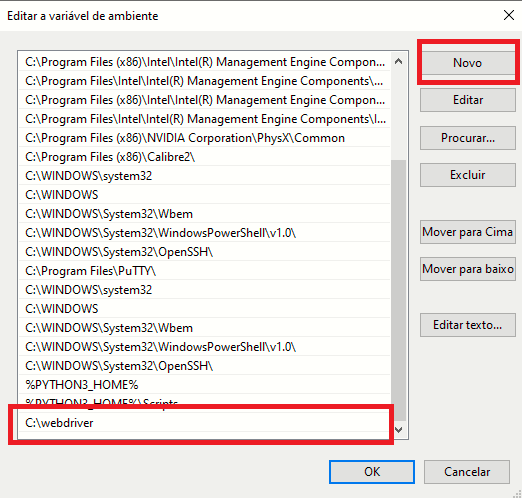 Editar a variável de ambiente
C:\Program Files (x86)\Intel\Intel(R) Management Engine Compon...
Novo
C:\Program Files (x86)\Intel\Intel(R) Management Engine Components\...
C:\Program Files (x86)\Intel\Intel(R) Management Engine Compon...
Editar
C:\Program Files (x86)\Intel\Intel(R) Management Engine Components\I...
C:\Program Files (x86)\NVIDIA Corporation\PhysX\Common
Procurar...
C:\Program Files (x86)\Calibre2\
C:\WINDOWS\system32
Excluir
C:\WINDOWS
C:\WINDOWS\System32\Wbem
C:\WINDOWS\System32\WindowsPowerShell\v1.0\
Mover para Cima
C:\WINDOWS\System32\OpenSSH\
C:\Program Files\PuTTY\
Mover para baixo
C:\WINDOWS\system32
C:\WINDOWS
C:\WINDOWS\System32\Wbem
Editar texto...
C:\WINDOWS\System32\WindowsPowerShell\v1.0\
C:\WINDOWS\System32\OpenSSH\
%PYTHON3_HOME%
%PYTHON3_HOME%\Scripts
C:\webdriver
OK
Cancelar